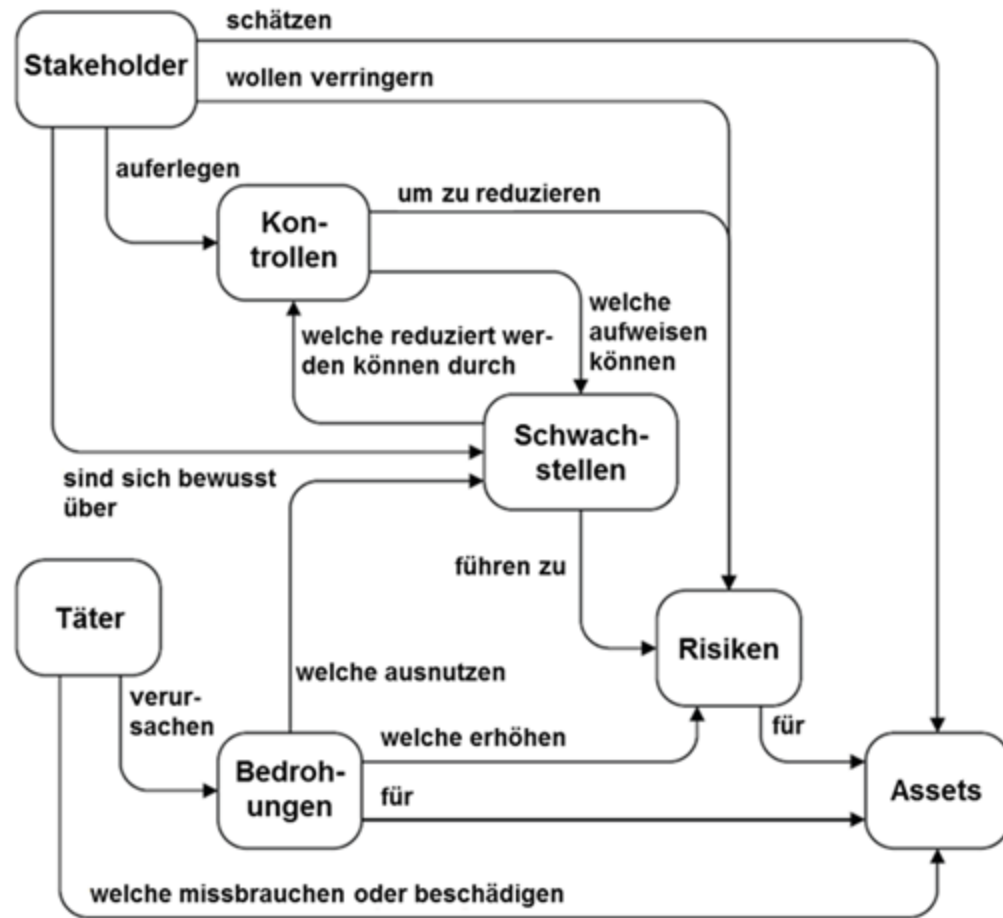 schätzen
Stakeholder
wollen verringern
auferlegen
um zu reduzieren
Kon-
trollen
welche
aufweisen
können
welche reduziert wer-
den können durch
Schwach-
stellen
sind sich bewusst
über
führen zu
Täter
Risiken
welche ausnutzen
verur-
sachen
für
welche erhöhen
Bedroh-
ungen
für
Assets
welche missbrauchen oder beschädigen